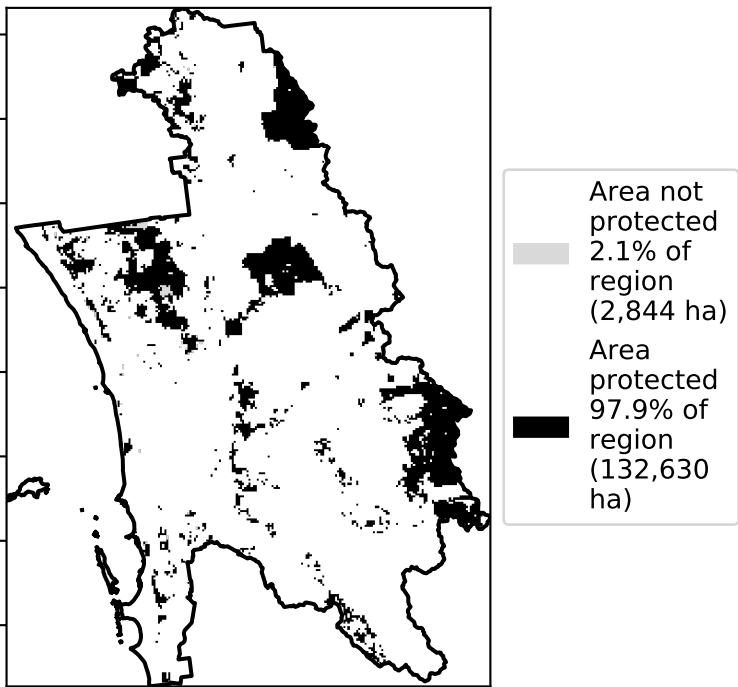 Area not
protected
2.1% of
region
(2,844 ha)
Area
protected
97.9% of
region
(132,630
ha)